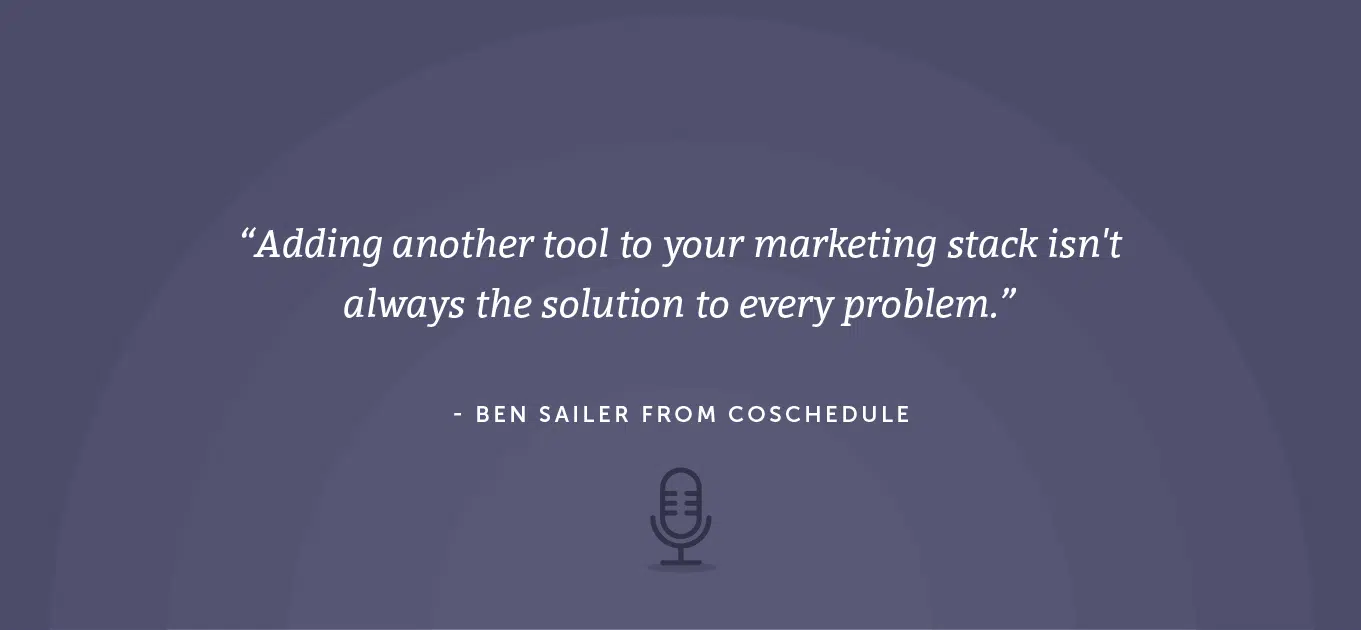 “Adding another tool to your marketing stack isn't
always the solution to every problem.”
- BEN SAILER FROM COSCHEDULE